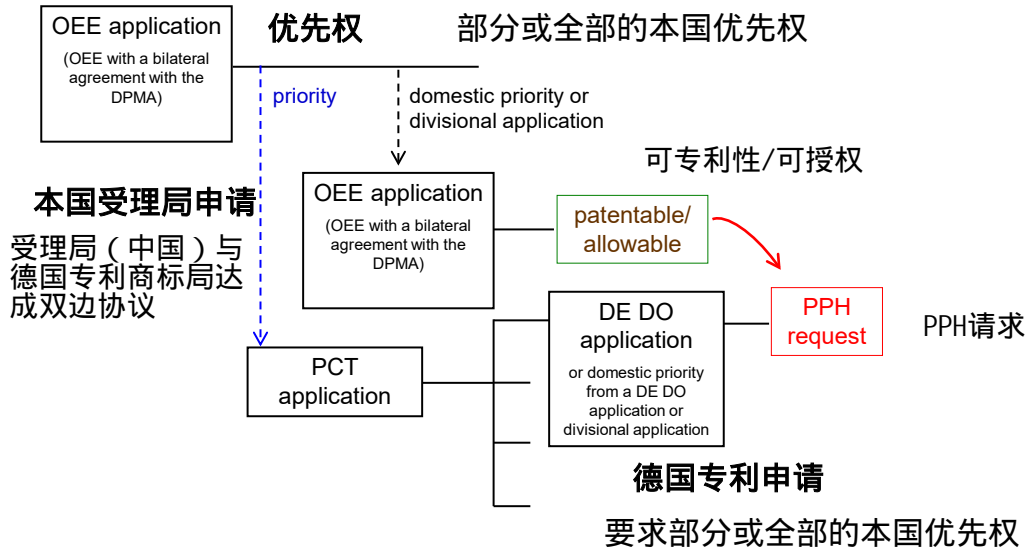 OEE application
(OEE with a bilateral
agreement with the
DPMA)
优先权
部分或全部的本国优先权
priority
domestic priority or
divisional application
可专利性/可授权
本国受理局申请
受理局（中国）与
德国专利商标局达
成双边协议
OEE application
(OEE with a bilateral
agreement with the
DPMA)
patentable/
allowable
PPH
request
PPH请求
DE DO
application
or domestic priority
from a DE DO
application or
divisional application
PCT
application
德国专利申请
要求部分或全部的本国优先权